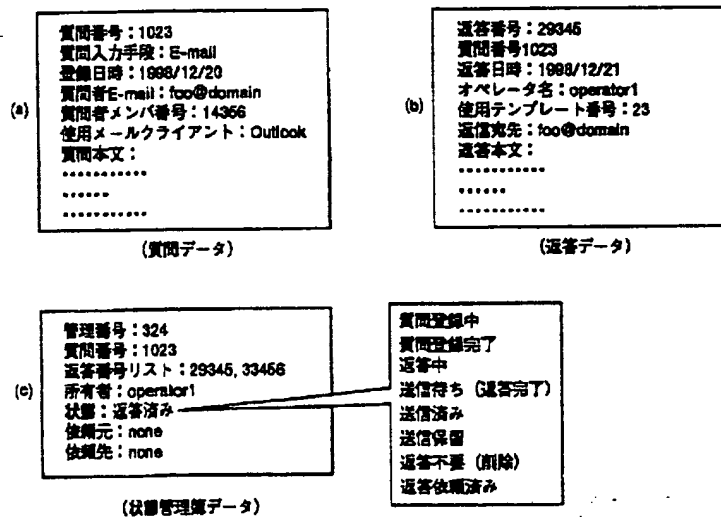 (a)
質問番号：1023
質問入力手段：E-mail
登録日時：1998/12/20
質問者E-mail：foo@domain
質問者メンバ番号：14356
使用メールクライアント：Outlook
質問本文：
…………
……
…………
(質問データ)
(b)
返答番号：29345
質問番号1023
返答日時：1998/12/21
オペレータ名：operator1
使用テンプレート番号：23
返信宛先：foo@domain
返答本文：
…………
……
…………
(返答データ)
(c)
管理番号：324
質問番号：1023
返答番号リスト：29345, 33456
所有者：operator1
状態：返答済み
依頼元：none
依頼先：none
(状態管理簿データ)
質問登録中
質問登録完了
返答中
送信待ち（返答完了）
送信済み
送信保留
返答不要（削除）
返答依頼済み